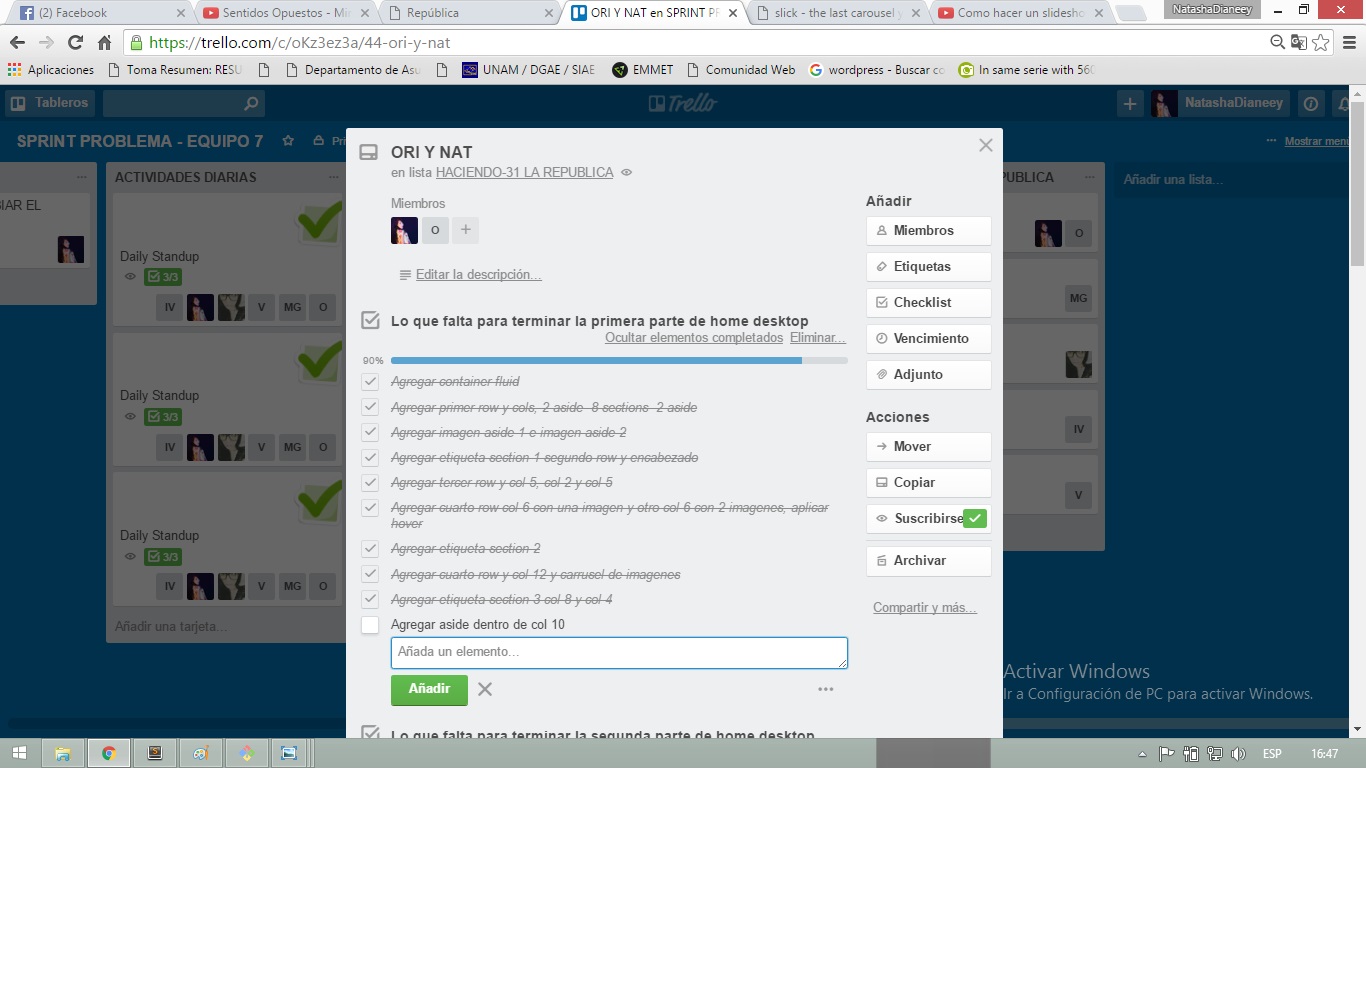 (2) Facebook
Sentidos Opuestos - Mir
República
ORI Y NAT en SPRINT PR
slick - the last carousel y
Como hacer un slidesho
NatashaDianeey
https://trello.com/c/oKz3ez3a/44-ori-y-nat
Aplicaciones
Toma Resumen: RESU
Departamento de Asu
UNAM / DGAE / SIAE
EMMET
Comunidad Web
wordpress - Buscar co
In same serie with 560
Tableros
Trello
NatashaDianeey
SPRINT PROBLEMA - EQUIPO 7
Pri
Mostrar menú
IAR EL
ACTIVIDADES DIARIAS
Daily Standup
3/3
IV
V
MG
O
Daily Standup
3/3
IV
V
MG
O
Daily Standup
3/3
IV
V
MG
O
Añadir una tarjeta...
ORI Y NAT
en lista HACIENDO-31 LA REPUBLICA
Miembros
O
+
Editar la descripción...
Lo que falta para terminar la primera parte de home desktop
Ocultar elementos completados Eliminar...
90%
Agregar container fluid
Agregar primer row y cols, 2 aside -8 sections -2 aside
Agregar imagen aside 1 e imagen aside 2
Agregar etiqueta section 1 segundo row y encabezado
Agregar tercer row y col 5, col 2 y col 5
Agregar cuarto row col 6 con una imagen y otro col 6 con 2 imagenes, aplicar
hover
Agregar etiqueta section 2
Agregar cuarto row y col 12 y carrusel de imagenes
Agregar etiqueta section 3 col 8 y col 4
Agregar aside dentro de col 10
Añada un elemento...
Añadir
Lo que falta para terminar la segunda parte de home desktop
Añadir
Miembros
Etiquetas
Checklist
Vencimiento
Adjunto
Acciones
Mover
Copiar
Suscribirse
Archivar
Compartir y más...
PUBLICA
O
MG
IV
V
Añadir una lista...
Activar Windows
Ir a Configuración de PC para activar Windows.
ESP
16:47